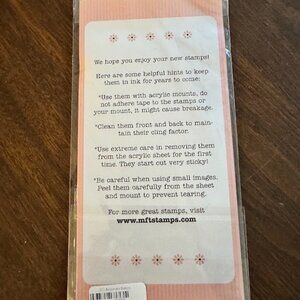 We hope you enjoy your new stamps!
Here are some helpful hints to keep
them in ink for years to come:
*Use them with acrylic mounts, do
not adhere tape to the stamps or
your mount, it might cause breakage.
*Clean them front and back to main-
tain their cling factor.
*Use extreme care in removing them
from the acrylic sheet for the first
time. They start out very sticky!
*Be careful when using small images.
Peel them carefully from the sheet
and mount to prevent tearing.
For more great stamps, visit
www.mftstamps.com